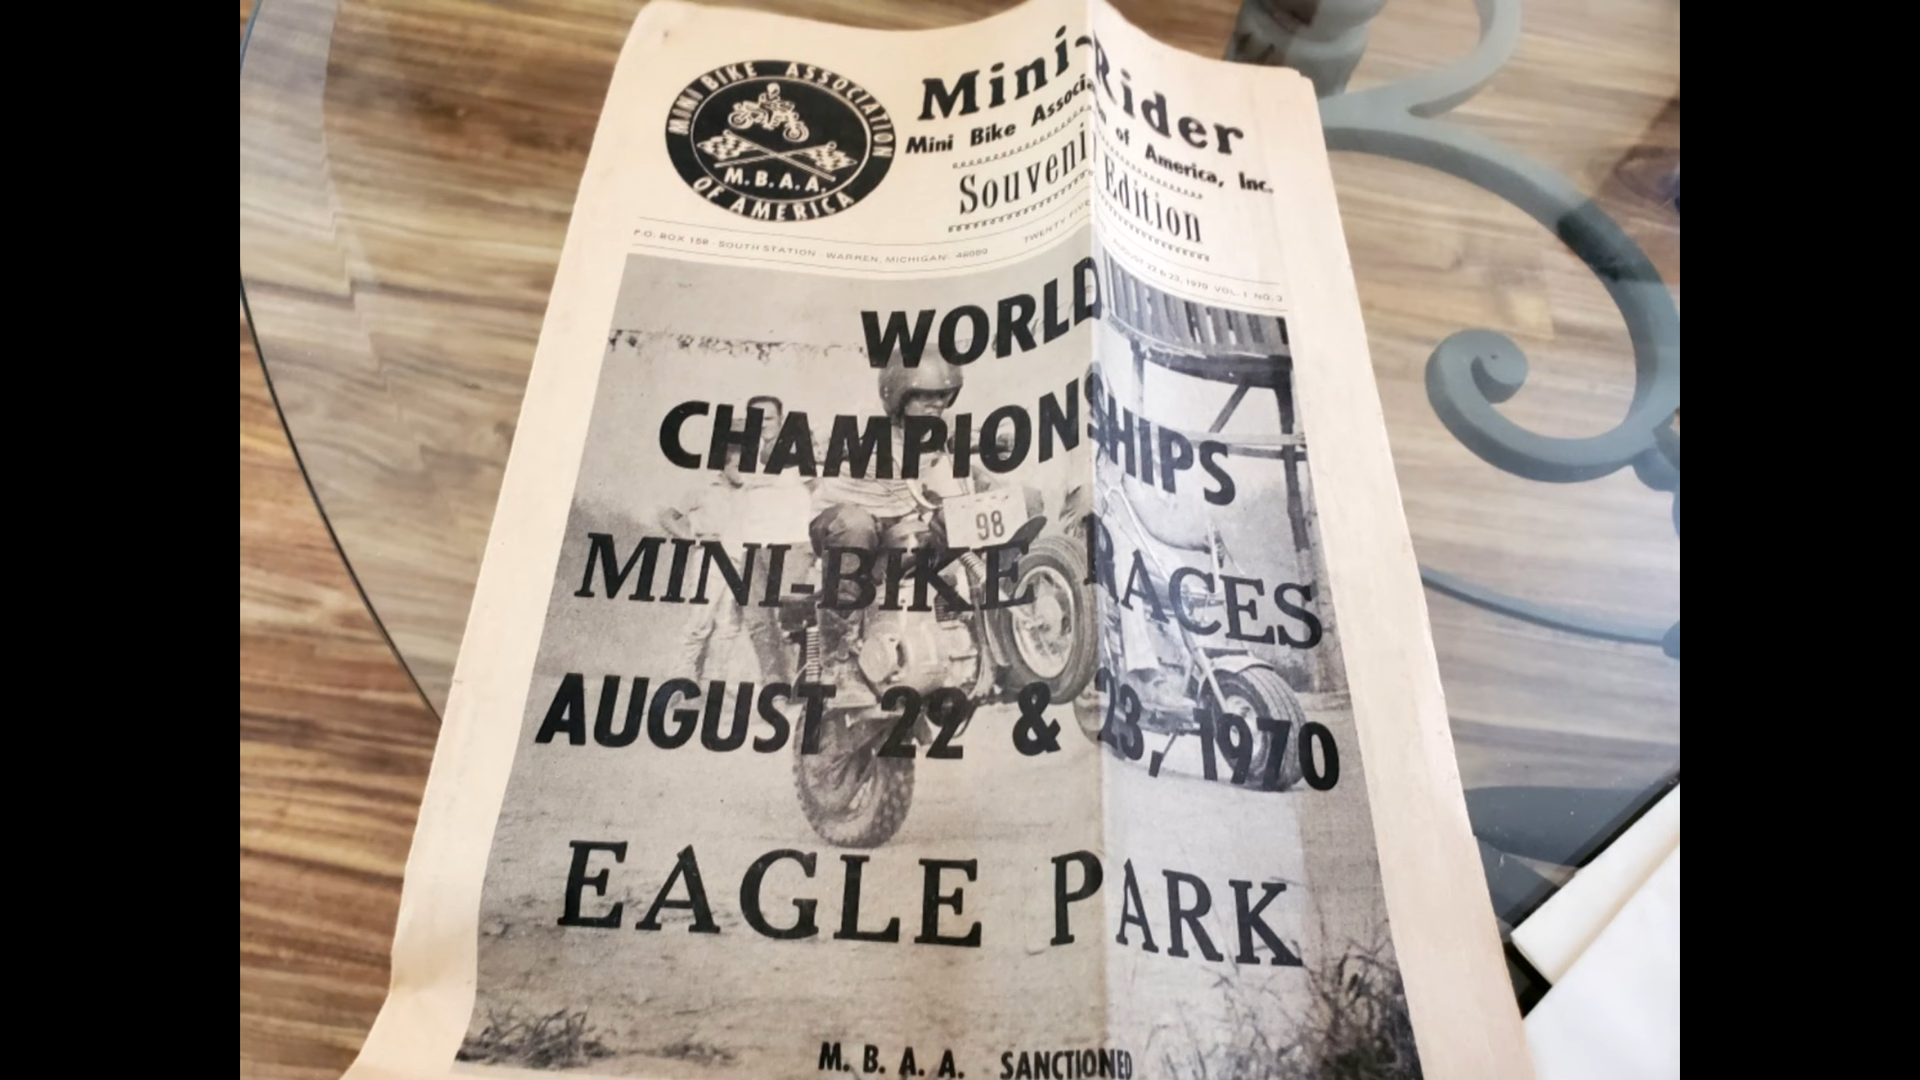 MINI BIKE ASSOCIATION
M.B.A.A.
OF AMERICA
Mini-Rider
Mini Bike Association of America, Inc.
Souvenir Edition
P.O. BOX 158 - SOUTH STATION - WARREN, MICHIGAN 48089 TWENTY FIVE AUGUST 22 & 23, 1970 VOL. 1 NO. 3
WORLD
CHAMPIONSHIPS
98
MINI-BIKE RACES
AUGUST 22 & 23, 1970
EAGLE PARK
M. B. A. A. SANCTIONED